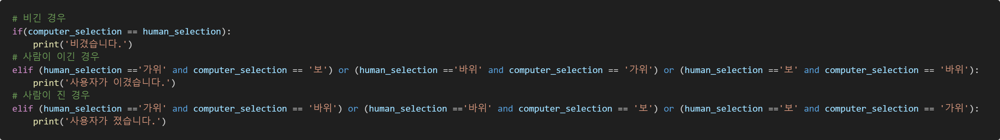 # 비긴 경우
if(computer_selection == human_selection):
    print('비겼습니다.')
# 사람이 이긴 경우
elif (human_selection =='가위' and computer_selection == '보') or (human_selection =='바위' and computer_selection == '가위') or (human_selection =='보' and computer_selection == '바위'):
    print('사용자가 이겼습니다.')
# 사람이 진 경우
elif (human_selection =='가위' and computer_selection == '바위') or (human_selection =='바위' and computer_selection == '보') or (human_selection =='보' and computer_selection == '가위'):
    print('사용자가 졌습니다.')